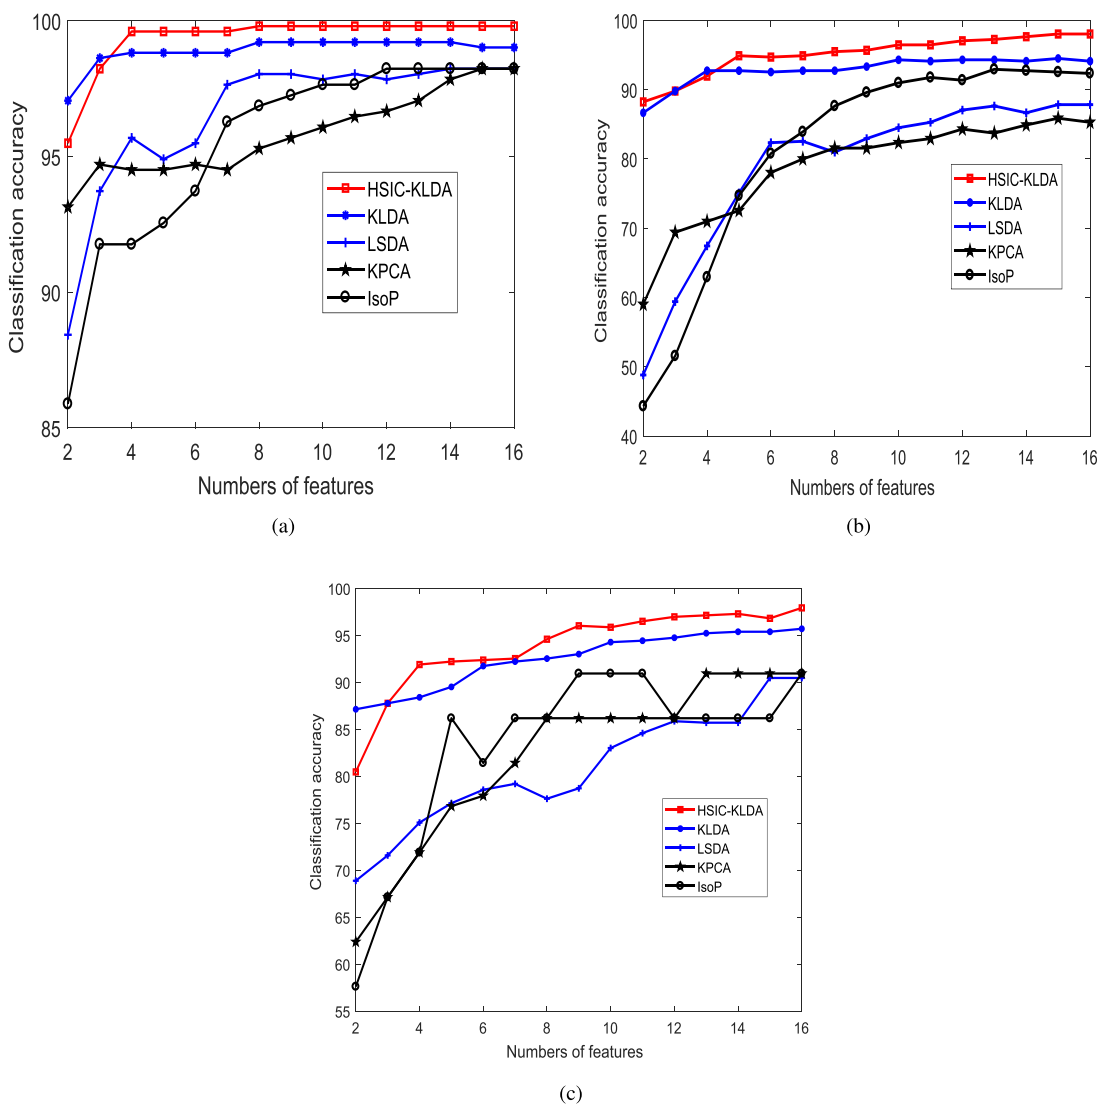 100
95
90
85
Classification accuracy
HSIC-KLDA
KLDA
LSDA
KPCA
IsoP
2 4 6 8 10 12 14 16
Numbers of features
(a)
100
90
80
70
60
50
40
Classification accuracy
HSIC-KLDA
KLDA
LSDA
KPCA
IsoP
2 4 6 8 10 12 14 16
Numbers of features
(b)
100
95
90
85
80
75
70
65
60
55
Classification accuracy
HSIC-KLDA
KLDA
LSDA
KPCA
IsoP
2 4 6 8 10 12 14 16
Numbers of features
(c)